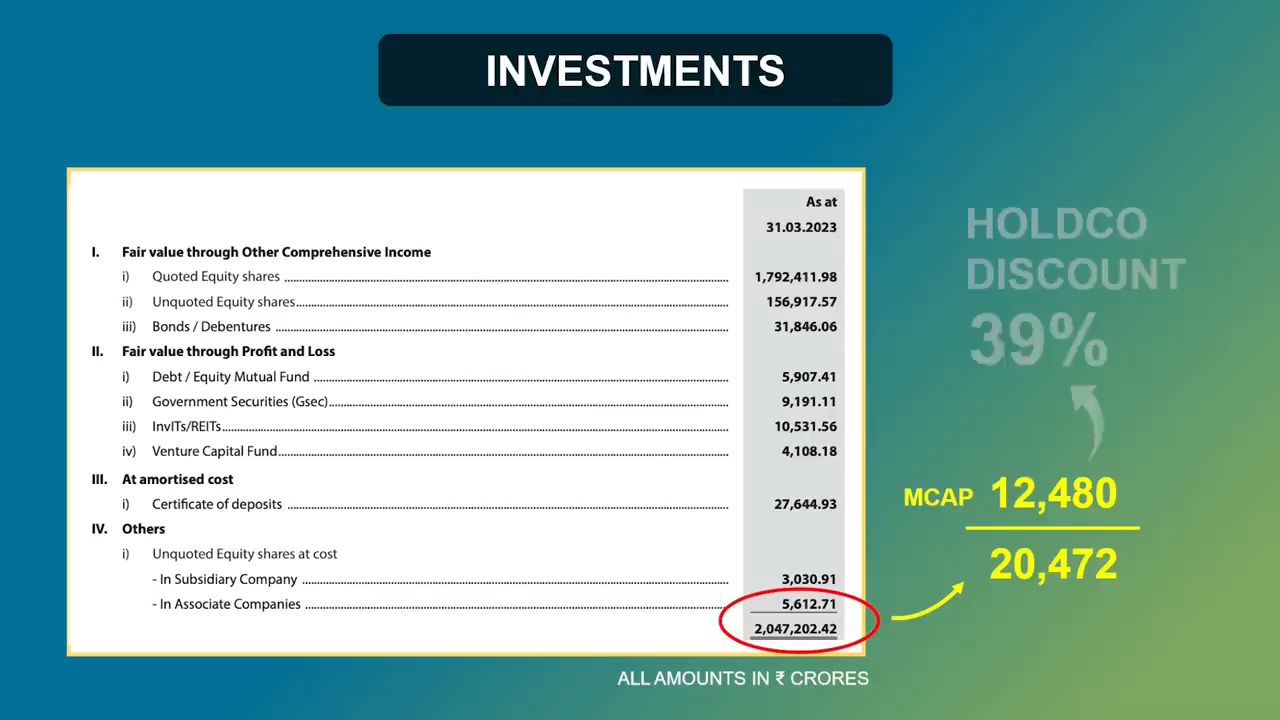 INVESTMENTS
As at
31.03.2023
I. Fair value through Other Comprehensive Income
i) Quoted Equity shares 1,792,411.98
ii) Unquoted Equity shares 156,917.57
iii) Bonds / Debentures 31,846.06
II. Fair value through Profit and Loss
i) Debt / Equity Mutual Fund 5,907.41
ii) Government Securities (Gsec) 9,191.11
iii) InvITs/REITs 10,531.56
iv) Venture Capital Fund 4,108.18
III. At amortised cost
i) Certificate of deposits 27,644.93
IV. Others
i) Unquoted Equity shares at cost
- In Subsidiary Company 3,030.91
- In Associate Companies 5,612.71
2,047,202.42
HOLDCO
DISCOUNT
39%
MCAP 12,480
20,472
ALL AMOUNTS IN ₹ CRORES